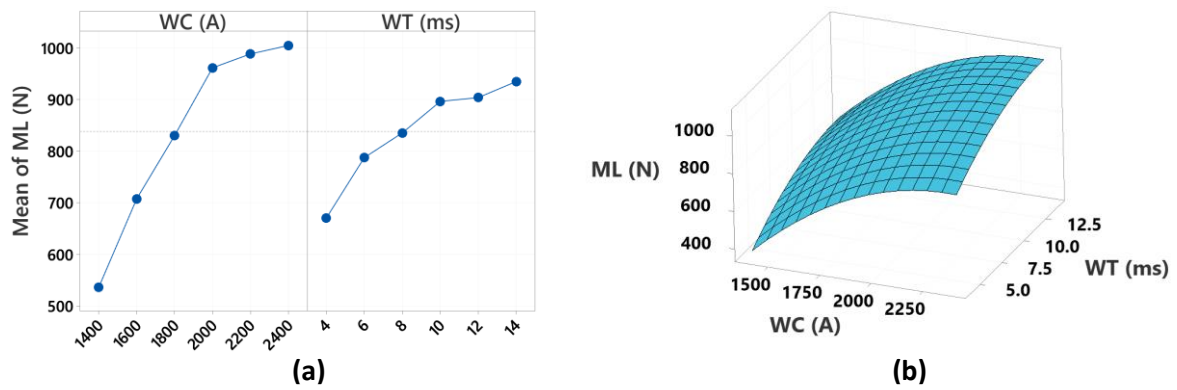 WC (A) WT (ms)
Mean of ML (N)
1000
900
800
700
600
500
1400 1600 1800 2000 2200 2400 4 6 8 10 12 14
(a)
ML (N)
1000
800
600
400
1500 1750 2000 2250
WC (A)
5.0 7.5 10.0 12.5
WT (ms)
(b)